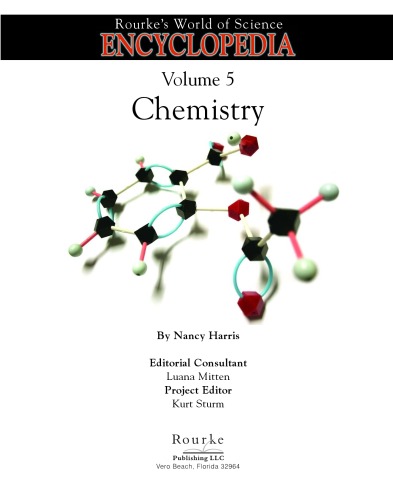 Rourke's World of Science
ENCYCLOPEDIA
Volume 5
Chemistry
By Nancy Harris
Editorial Consultant
Luana Mitten
Project Editor
Kurt Sturm
Rourke
Publishing LLC
Vero Beach, Florida 32964